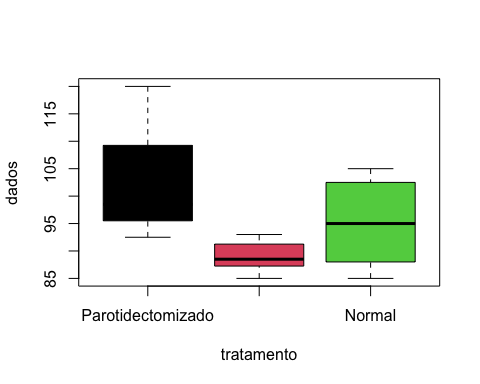 dados
115
105
95
85
Parotidectomizado
Normal
tratamento